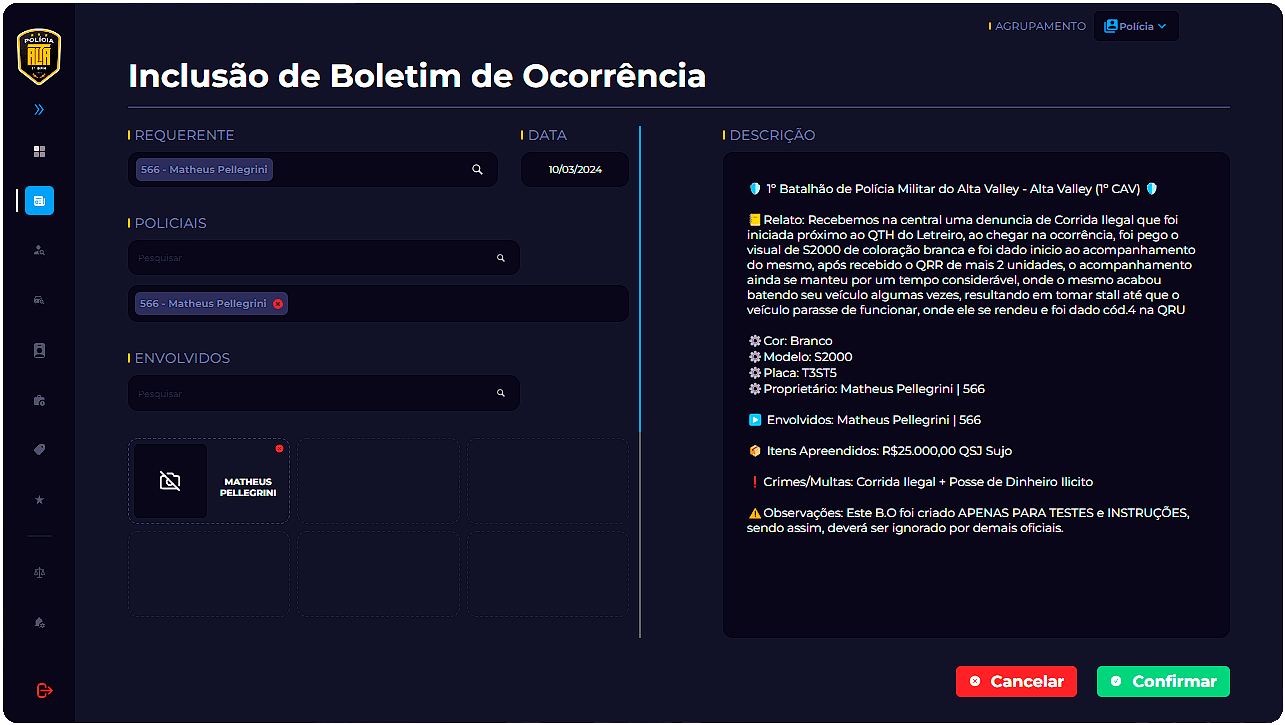 POLÍCIA
ALTA
1º BPM
AGRUPAMENTO
Polícia
Inclusão de Boletim de Ocorrência
REQUERENTE
566 - Matheus Pellegrini
DATA
10/03/2024
POLICIAIS
Pesquisar
566 - Matheus Pellegrini
ENVOLVIDOS
Pesquisar
MATHEUS
PELLEGRINI
DESCRIÇÃO
1º Batalhão de Polícia Militar do Alta Valley - Alta Valley (1º CAV)
Relato: Recebemos na central uma denuncia de Corrida Ilegal que foi
iniciada próximo ao QTH do Letreiro, ao chegar na ocorrência, foi pego o
visual de S2000 de coloração branca e foi dado inicio ao acompanhamento
do mesmo, após recebido o QRR de mais 2 unidades, o acompanhamento
ainda se manteu por um tempo considerável, onde o mesmo acabou
batendo seu veículo algumas vezes, resultando em tomar stall até que o
veículo parasse de funcionar, onde ele se rendeu e foi dado cód.4 na QRU
Cor: Branco
Modelo: S2000
Placa: T3ST5
Proprietário: Matheus Pellegrini | 566
Envolvidos: Matheus Pellegrini | 566
Itens Apreendidos: R$25.000,00 QSJ Sujo
Crimes/Multas: Corrida Ilegal + Posse de Dinheiro Ilicito
Observações: Este B.O foi criado APENAS PARA TESTES e INSTRUÇÕES,
sendo assim, deverá ser ignorado por demais oficiais.
Cancelar
Confirmar